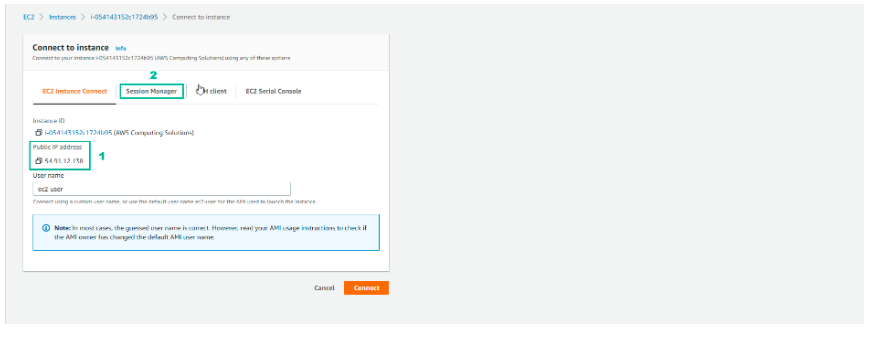 EC2 > Instances > i-054143152c1724b95 > Connect to instance
Connect to instance Info
Connect to your instance i-054143152c1724b95 (AWS Computing Solutions) using any of these options
2
EC2 Instance Connect Session Manager H client EC2 Serial Console
Instance ID
i-054143152c1724b95 (AWS Computing Solutions)
Public IP address
1
54.91.12.138
User name
ec2-user
Connect using a custom user name, or use the default user name ec2-user for the AMI used to launch the instance.
Note: In most cases, the guessed user name is correct. However, read your AMI usage instructions to check if
the AMI owner has changed the default AMI user name.
Cancel Connect